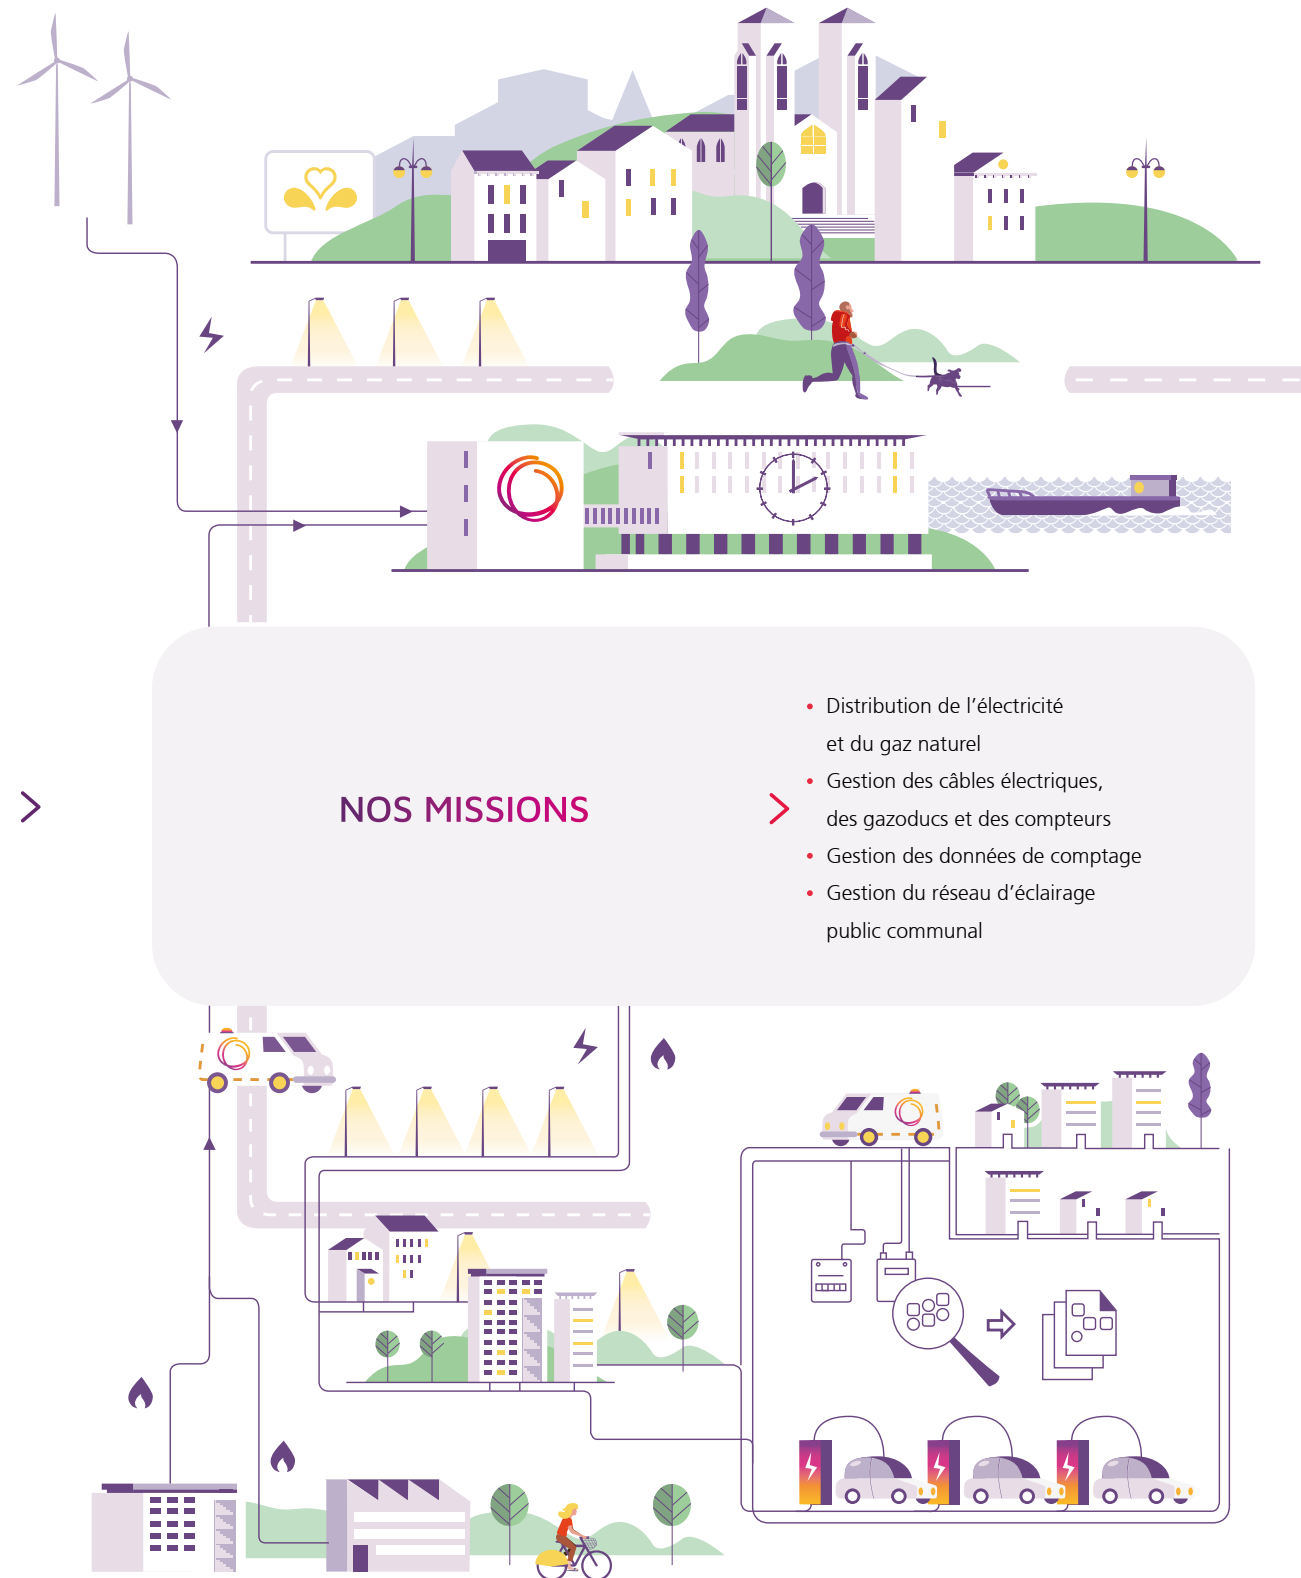 NOS MISSIONS
• Distribution de l’électricité
et du gaz naturel
• Gestion des câbles électriques,
des gazoducs et des compteurs
• Gestion des données de comptage
• Gestion du réseau d’éclairage
public communal